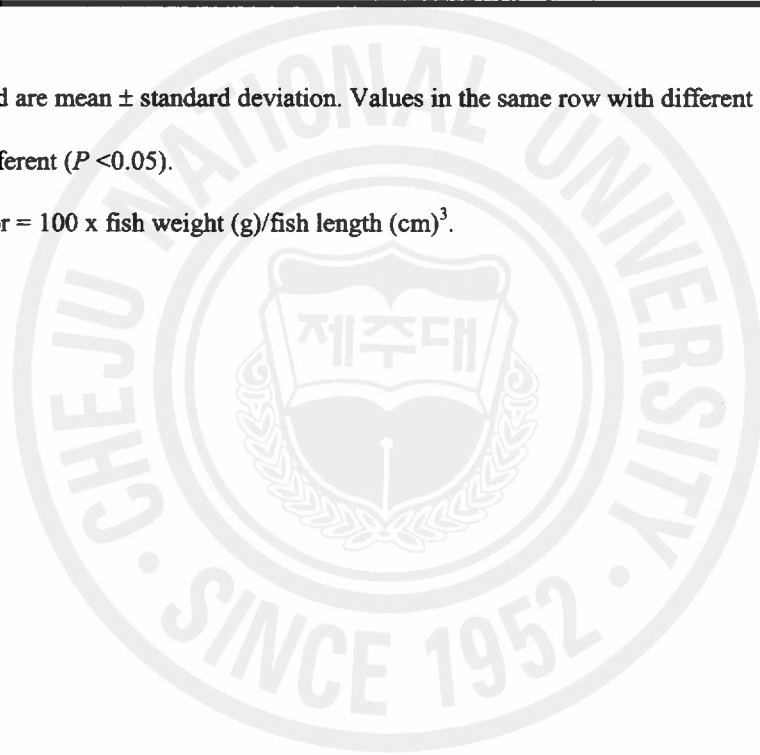 d are mean ± standard deviation. Values in the same row with different
ferent (P <0.05).
r = 100 x fish weight (g)/fish length (cm)³.
CHEJU NATIONAL UNIVERSITY
제주대
SINCE 1952